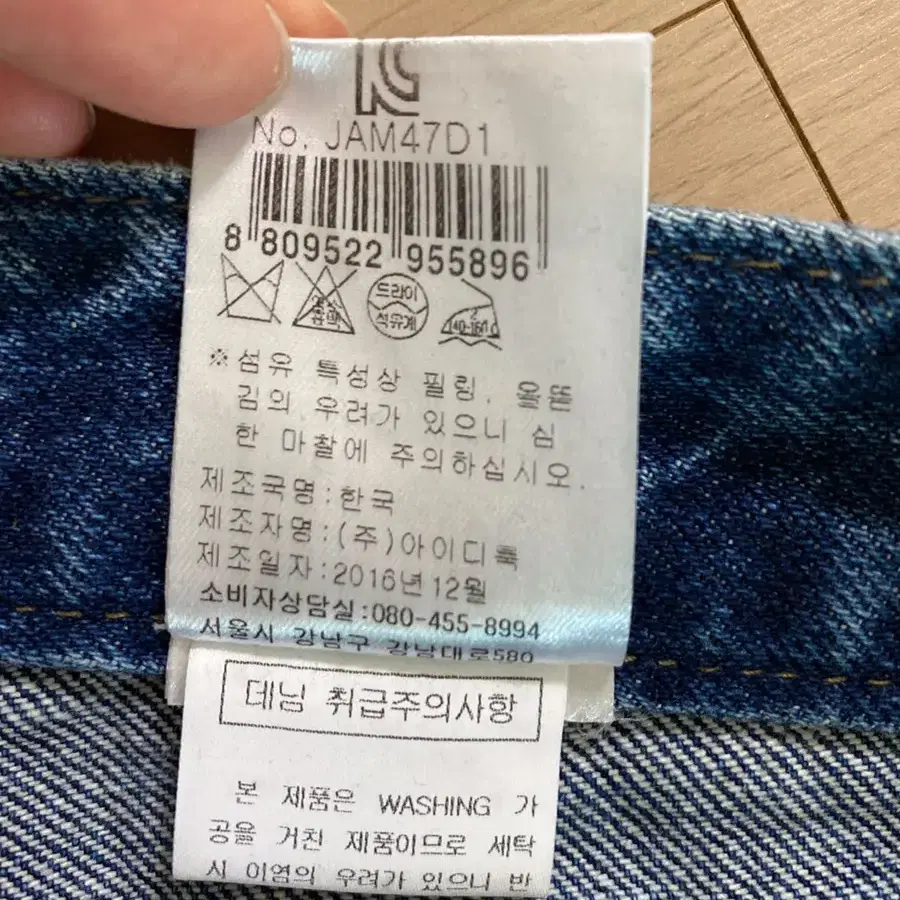 No. JAM47D1
8 809522 955896
드라이
석유계
2
140-160℃
※섬유 특성상 필링, 올뜯
김의 우려가 있으니 심
한 마찰에 주의하십시오.
제조국명:한국
제조자명:(주)아이디룩
제조일자:2016년12월
소비자상담실:080-455-8994
서울시 강남구 강남대로580
데님 취급주의사항
본 제품은 WASHING 가
공을 거친 제품이므로 세탁
시 이염의 우려가 있으니 반